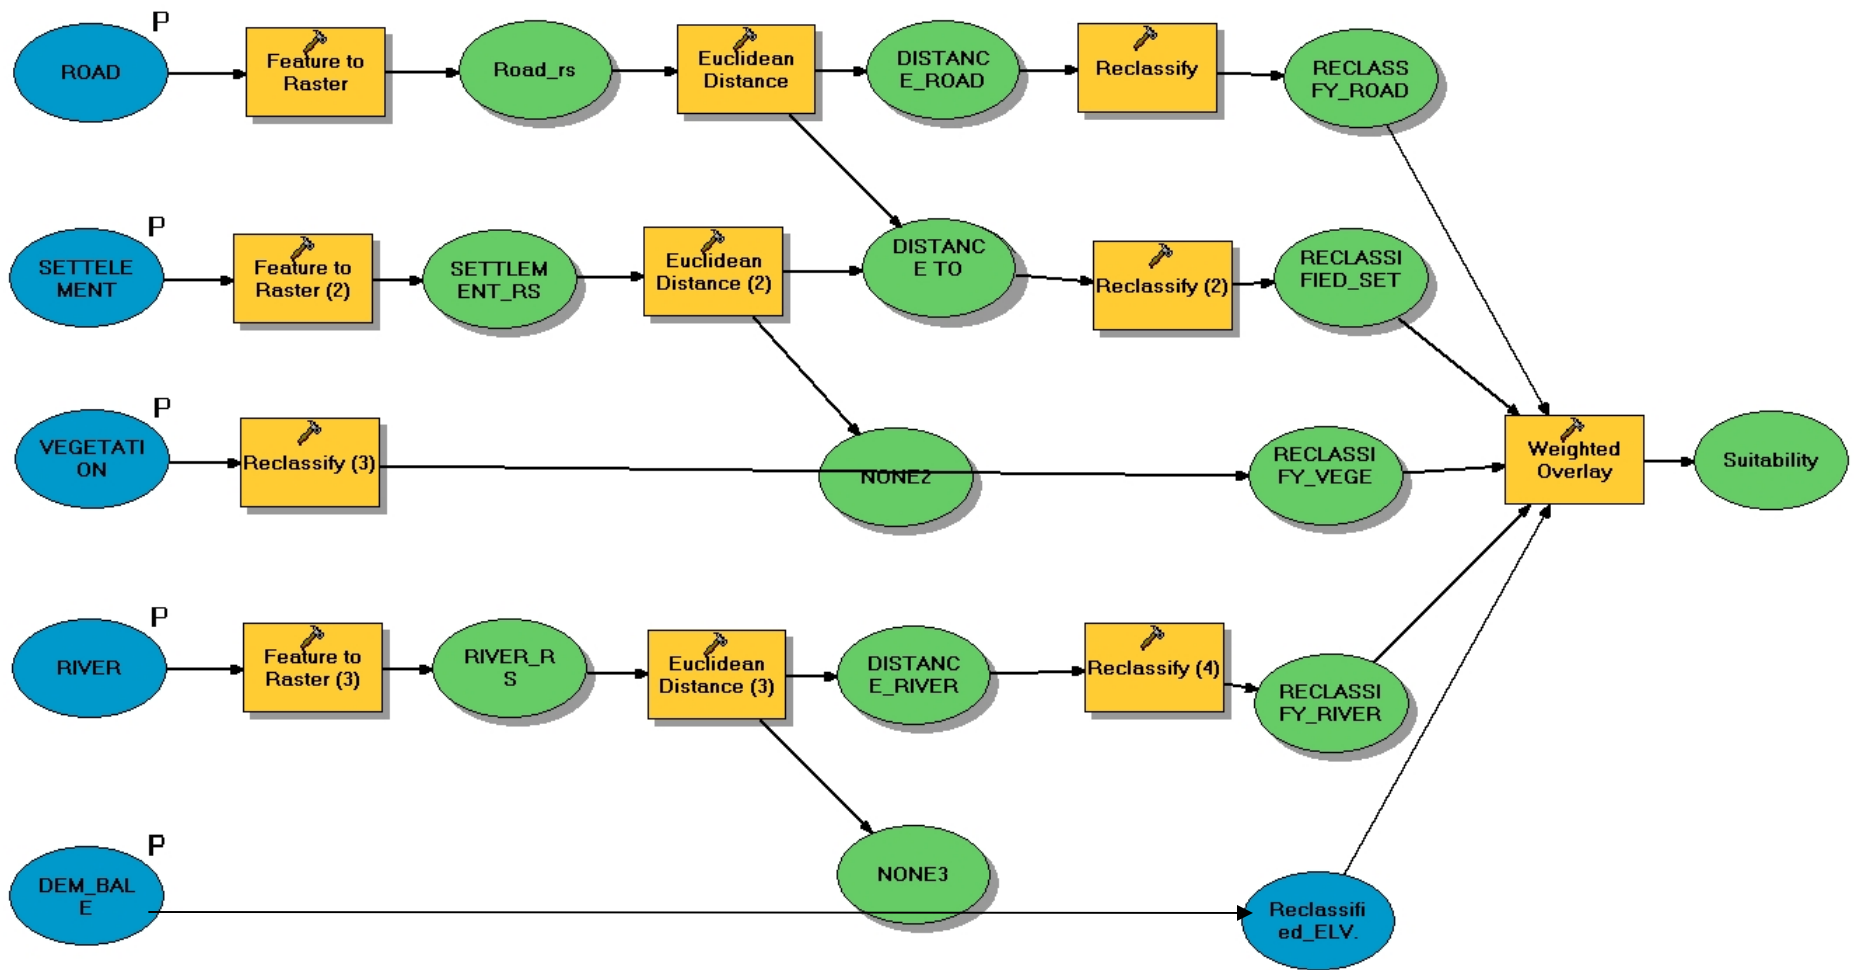 P
ROAD
Feature to
Raster
Road_rs
Euclidean
Distance
DISTANC
E_ROAD
Reclassify
RECLASS
FY_ROAD
P
SETTELE
MENT
Feature to
Raster (2)
SETTLEM
ENT_RS
Euclidean
Distance (2)
DISTANC
E TO
Reclassify (2)
RECLASSI
FIED_SET
P
VEGETATI
ON
Reclassify (3)
NONE2
RECLASSI
FY_VEGE
Weighted
Overlay
Suitability
P
RIVER
Feature to
Raster (3)
RIVER_R
S
Euclidean
Distance (3)
DISTANC
E_RIVER
Reclassify (4)
RECLASSI
FY_RIVER
P
DEM_BAL
E
NONE3
Reclassifi
ed_ELV.